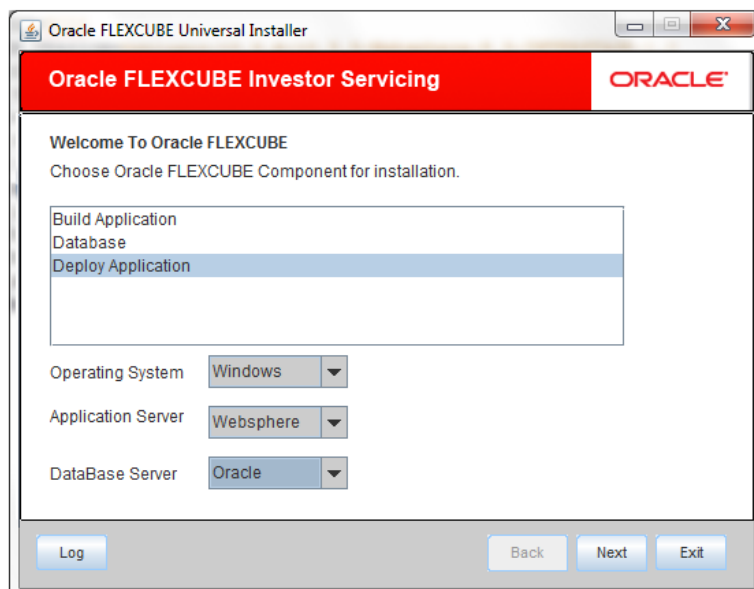 Oracle FLEXCUBE Universal Installer
Oracle FLEXCUBE Investor Servicing
ORACLE
Welcome To Oracle FLEXCUBE
Choose Oracle FLEXCUBE Component for installation.
Build Application
Database
Deploy Application
Operating System Windows
Application Server Websphere
DataBase Server Oracle
Log Back Next Exit